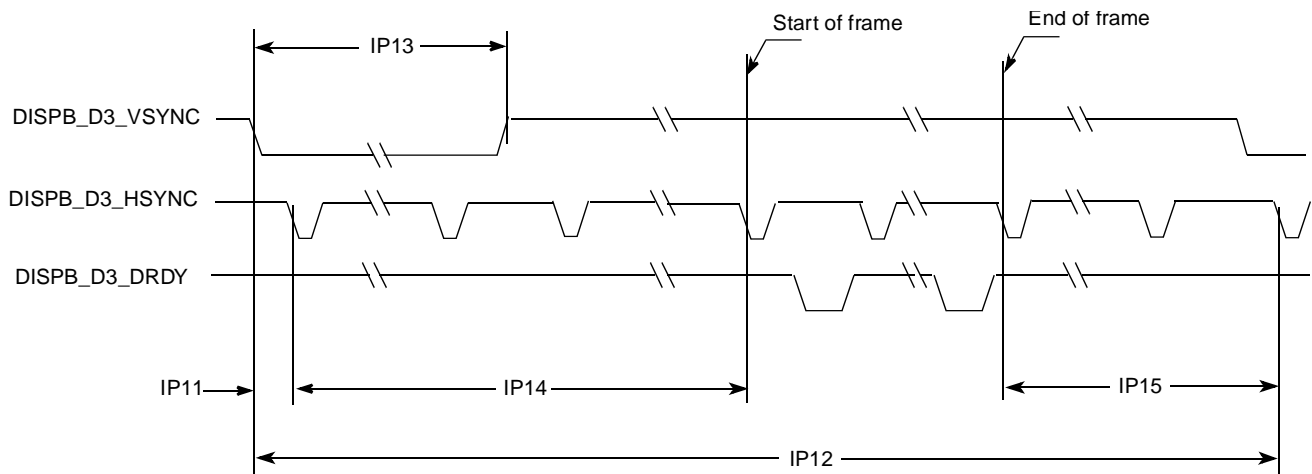 Start of frame
End of frame
IP13
DISPB_D3_VSYNC
DISPB_D3_HSYNC
DISPB_D3_DRDY
IP11
IP14
IP15
IP12